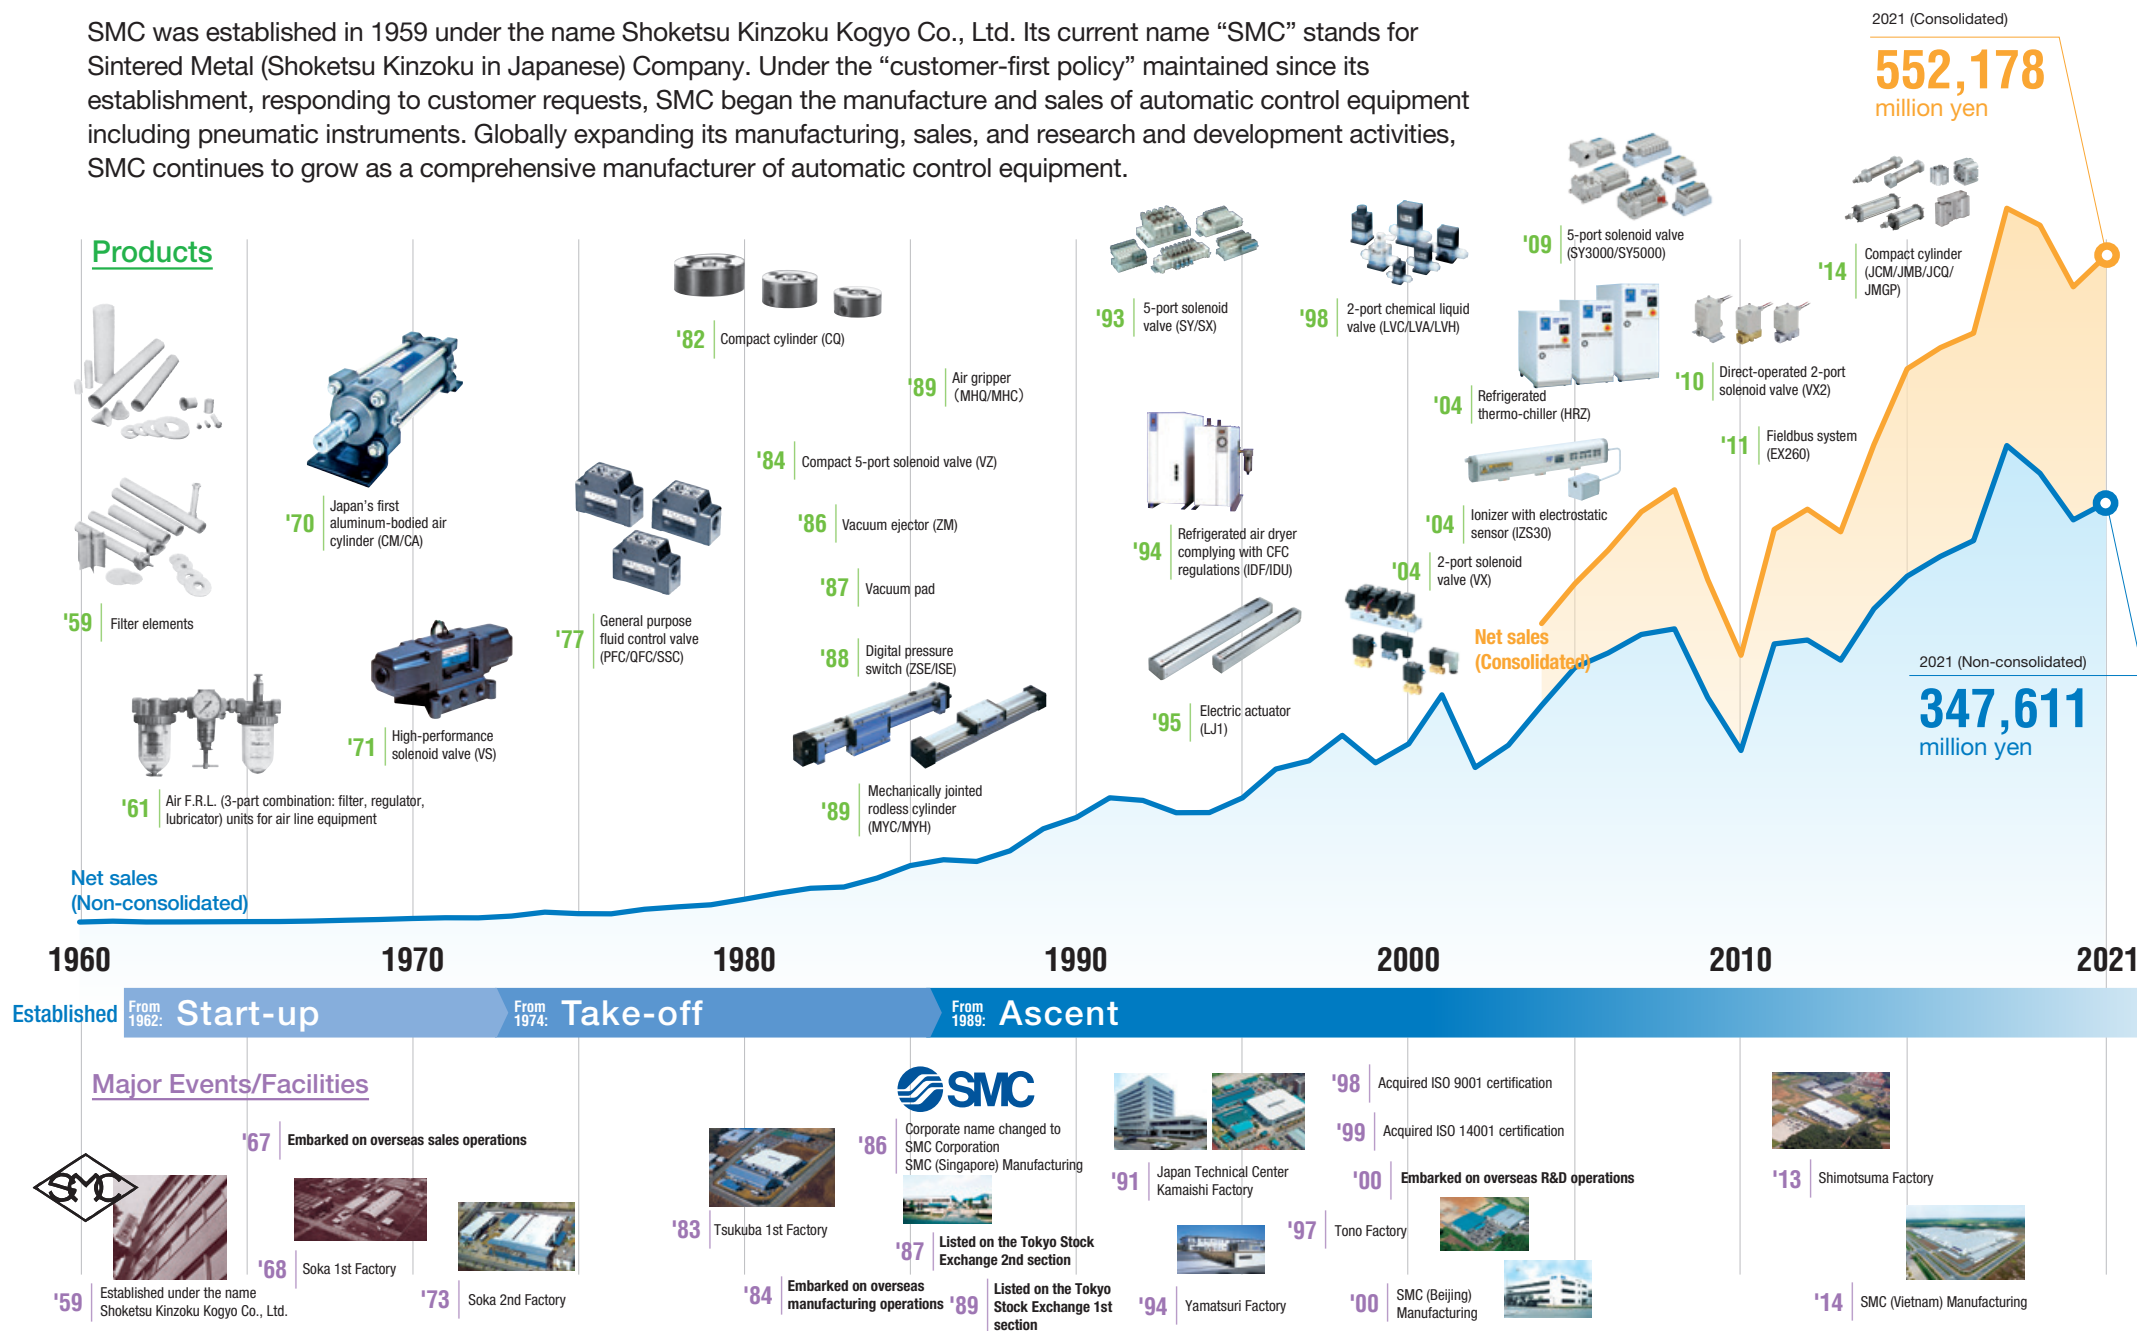 SMC was established in 1959 under the name Shoketsu Kinzoku Kogyo Co., Ltd. Its current name “SMC” stands for
Sintered Metal (Shoketsu Kinzoku in Japanese) Company. Under the “customer-first policy” maintained since its
establishment, responding to customer requests, SMC began the manufacture and sales of automatic control equipment
including pneumatic instruments. Globally expanding its manufacturing, sales, and research and development activities,
SMC continues to grow as a comprehensive manufacturer of automatic control equipment.
2021 (Consolidated)
552,178
million yen
Products
'59 Filter elements
'61 Air F.R.L. (3-part combination: filter, regulator,
lubricator) units for air line equipment
'70 Japan's first
aluminum-bodied air
cylinder (CM/CA)
'71 High-performance
solenoid valve (VS)
'77 General purpose
fluid control valve
(PFC/QFC/SSC)
'82 Compact cylinder (CQ)
'89 Air gripper
(MHQ/MHC)
'84 Compact 5-port solenoid valve (VZ)
'86 Vacuum ejector (ZM)
'87 Vacuum pad
'88 Digital pressure
switch (ZSE/ISE)
'89 Mechanically jointed
rodless cylinder
(MYC/MYH)
'93 5-port solenoid
valve (SY/SX)
'94 Refrigerated air dryer
complying with CFC
regulations (IDF/IDU)
'95 Electric actuator
(LJ1)
'98 2-port chemical liquid
valve (LVC/LVA/LVH)
'04 Refrigerated
thermo-chiller (HRZ)
'04 Ionizer with electrostatic
sensor (IZS30)
'04 2-port solenoid
valve (VX)
'09 5-port solenoid valve
(SY3000/SY5000)
'10 Direct-operated 2-port
solenoid valve (VX2)
'11 Fieldbus system
(EX260)
'14 Compact cylinder
(JCM/JMB/JCQ/
JMGP)
Net sales
(Consolidated)
2021 (Non-consolidated)
347,611
million yen
Net sales
(Non-consolidated)
1960 1970 1980 1990 2000 2010 2021
Established From
1962: Start-up From
1974: Take-off From
1989: Ascent
Major Events/Facilities
SMC
'59 Established under the name
Shoketsu Kinzoku Kogyo Co., Ltd.
'67 Embarked on overseas sales operations
'68 Soka 1st Factory
'73 Soka 2nd Factory
'83 Tsukuba 1st Factory
'84 Embarked on overseas
manufacturing operations
SMC
'86 Corporate name changed to
SMC Corporation
SMC (Singapore) Manufacturing
'87 Listed on the Tokyo Stock
Exchange 2nd section
'89 Listed on the Tokyo
Stock Exchange 1st
section
'91 Japan Technical Center
Kamaishi Factory
'94 Yamatsuri Factory
'97 Tono Factory
'98 Acquired ISO 9001 certification
'99 Acquired ISO 14001 certification
'00 Embarked on overseas R&D operations
'00 SMC (Beijing)
Manufacturing
'13 Shimotsuma Factory
'14 SMC (Vietnam) Manufacturing